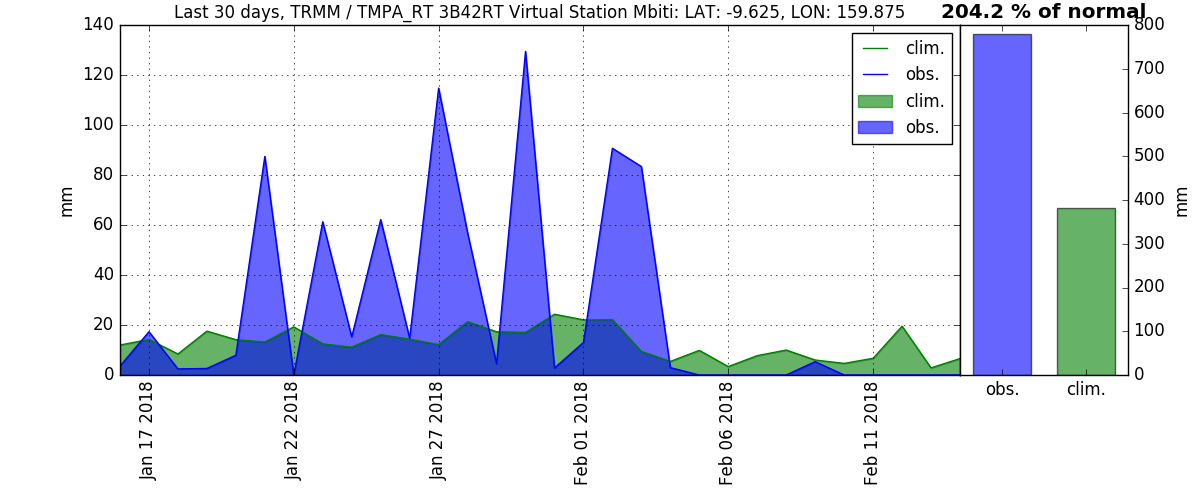 Last 30 days, TRMM / TMPA_RT 3B42RT Virtual Station Mbiti: LAT: -9.625, LON: 159.875
204.2 % of normal
clim.
obs.
clim.
obs.
140
120
100
80
60
40
20
0
mm
Jan 17 2018
Jan 22 2018
Jan 27 2018
Feb 01 2018
Feb 06 2018
Feb 11 2018
800
700
600
500
400
300
200
100
0
mm
obs.
clim.